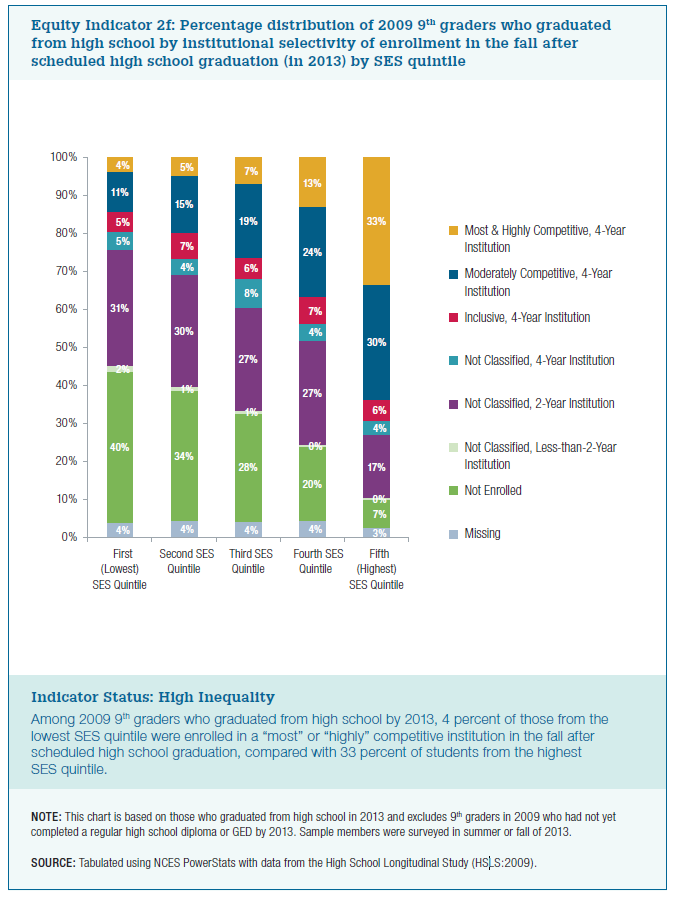 Equity Indicator 2f: Percentage distribution of 2009 9th graders who graduated
from high school by institutional selectivity of enrollment in the fall after
scheduled high school graduation (in 2013) by SES quintile
100%
90%
80%
70%
60%
50%
40%
30%
20%
10%
0%
4%
11%
5%
5%
31%
2%
40%
4%
5%
15%
7%
4%
30%
1%
34%
4%
7%
19%
6%
8%
27%
1%
28%
4%
13%
24%
7%
4%
27%
0%
20%
4%
33%
30%
6%
4%
17%
0%
7%
3%
First
(Lowest)
SES Quintile
Second SES
Quintile
Third SES
Quintile
Fourth SES
Quintile
Fifth
(Highest)
SES Quintile
Most & Highly Competitive, 4-Year
Institution
Moderately Competitive, 4-Year
Institution
Inclusive, 4-Year Institution
Not Classified, 4-Year Institution
Not Classified, 2-Year Institution
Not Classified, Less-than-2-Year
Institution
Not Enrolled
Missing
Indicator Status: High Inequality
Among 2009 9th graders who graduated from high school by 2013, 4 percent of those from the
lowest SES quintile were enrolled in a “most” or “highly” competitive institution in the fall after
scheduled high school graduation, compared with 33 percent of students from the highest
SES quintile.
NOTE: This chart is based on those who graduated from high school in 2013 and excludes 9th graders in 2009 who had not yet
completed a regular high school diploma or GED by 2013. Sample members were surveyed in summer or fall of 2013.
SOURCE: Tabulated using NCES PowerStats with data from the High School Longitudinal Study (HSLS:2009).